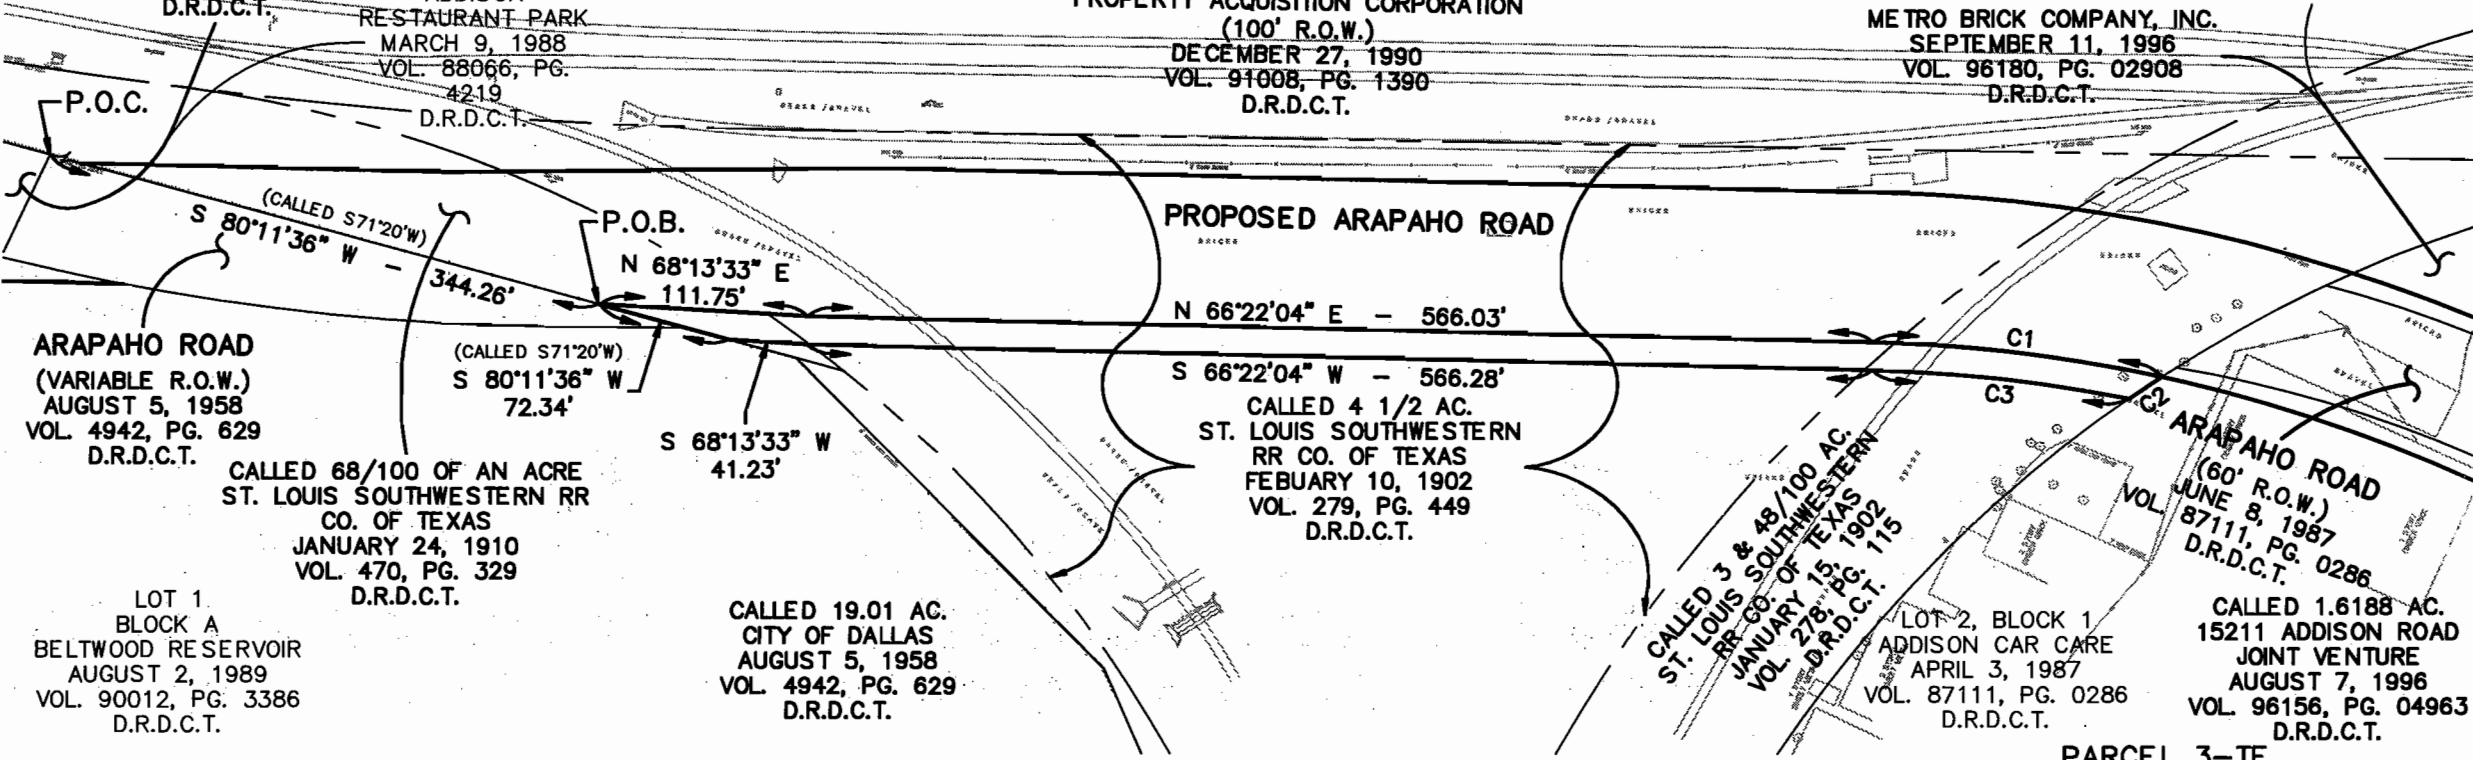 D.R.D.C.T.
RESTAURANT PARK
MARCH 9, 1988
VOL. 88066, PG.
4219
D.R.D.C.T.
PROPERTY ACQUISITION CORPORATION
(100' R.O.W.)
DECEMBER 27, 1990
VOL. 91008, PG. 1390
D.R.D.C.T.
METRO BRICK COMPANY, INC.
SEPTEMBER 11, 1996
VOL. 96180, PG. 02908
D.R.D.C.T.
P.O.C.
(CALLED S71°20'W)
S 80°11'36" W - 344.26'
P.O.B.
N 68°13'33" E
111.75'
PROPOSED ARAPAHO ROAD
N 66°22'04" E - 566.03'
C1
S 66°22'04" W - 566.28'
C3
C2
ARAPAHO ROAD
(VARIABLE R.O.W.)
AUGUST 5, 1958
VOL. 4942, PG. 629
D.R.D.C.T.
(CALLED S71°20'W)
S 80°11'36" W
72.34'
S 68°13'33" W
41.23'
CALLED 68/100 OF AN ACRE
ST. LOUIS SOUTHWESTERN RR
CO. OF TEXAS
JANUARY 24, 1910
VOL. 470, PG. 329
D.R.D.C.T.
CALLED 4 1/2 AC.
ST. LOUIS SOUTHWESTERN
RR CO. OF TEXAS
FEBUARY 10, 1902
VOL. 279, PG. 449
D.R.D.C.T.
CALLED 3 & 48/100 AC.
ST. LOUIS SOUTHWESTERN
RR CO. OF TEXAS
JANUARY 15, 1902
VOL. 278, PG. 115
D.R.D.C.T.
ARAPAHO ROAD
(60' R.O.W.)
JUNE 8, 1987
VOL. 87111, PG. 0286
D.R.D.C.T.
LOT 1
BLOCK A
BELTWOOD RESERVOIR
AUGUST 2, 1989
VOL. 90012, PG. 3386
D.R.D.C.T.
CALLED 19.01 AC.
CITY OF DALLAS
AUGUST 5, 1958
VOL. 4942, PG. 629
D.R.D.C.T.
LOT 2, BLOCK 1
ADDISON CAR CARE
APRIL 3, 1987
VOL. 87111, PG. 0286
D.R.D.C.T.
CALLED 1.6188 AC.
15211 ADDISON ROAD
JOINT VENTURE
AUGUST 7, 1996
VOL. 96156, PG. 04963
D.R.D.C.T.
PARCEL 3-TE